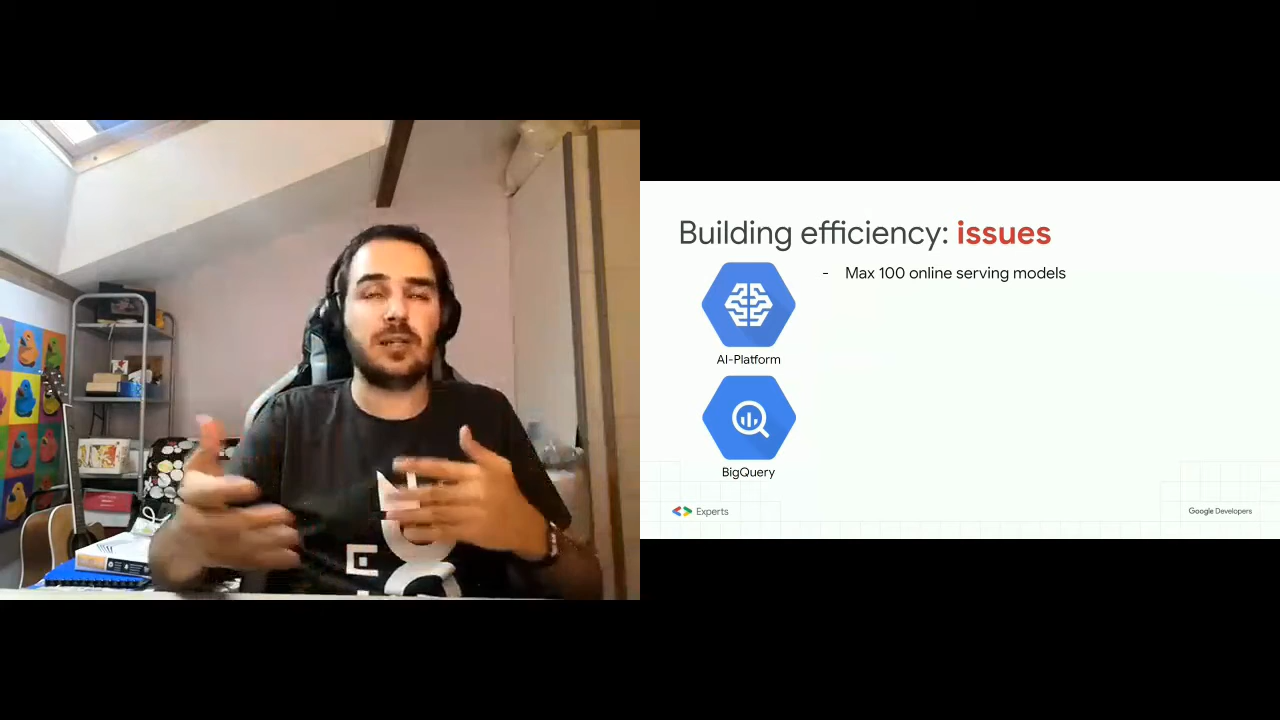 Building efficiency: issues
- Max 100 online serving models
AI-Platform
BigQuery
Experts
Google Developers